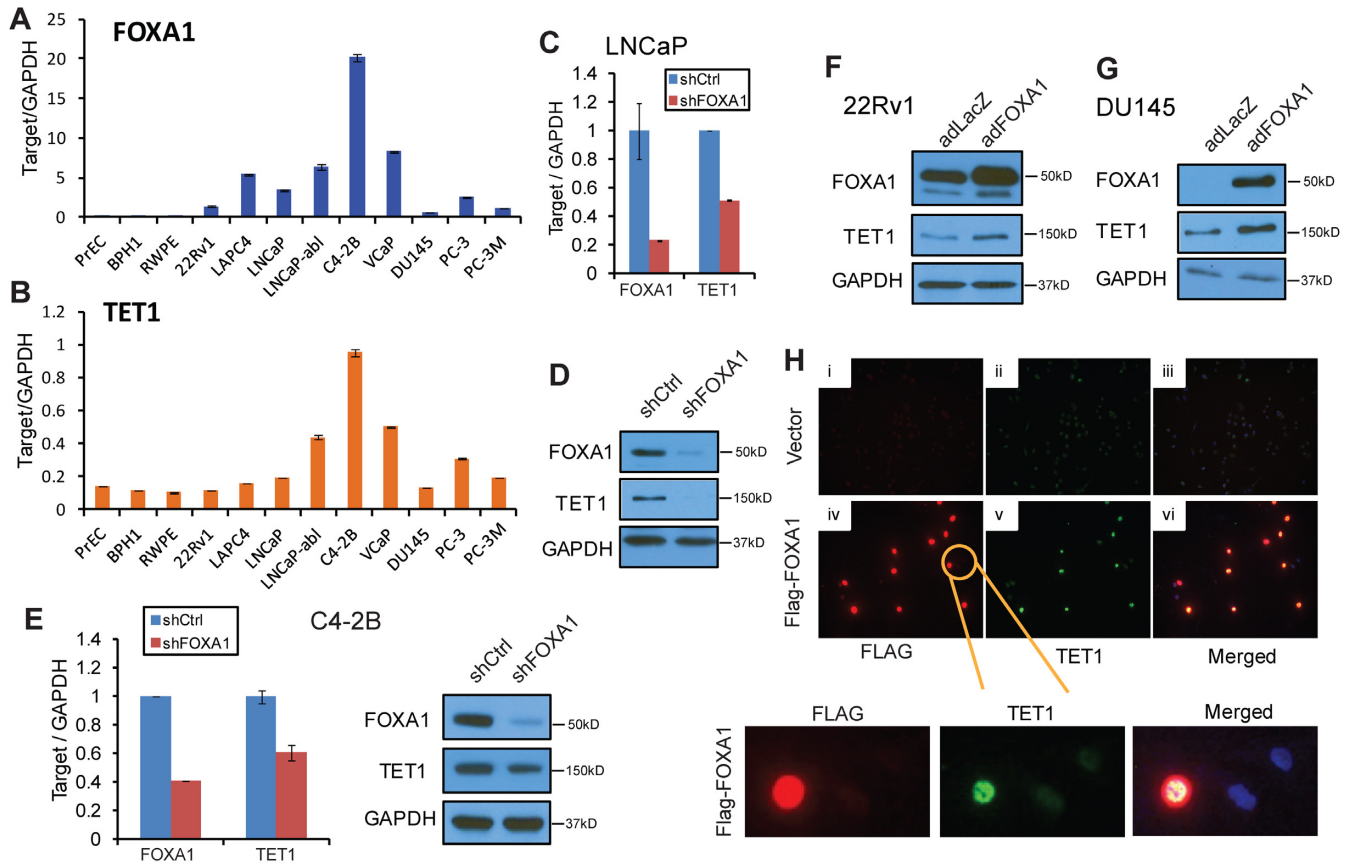 A
FOXA1
Target/GAPDH
25
20
15
10
5
0
PrEC
BPH1
RWPE
22Rv1
LAPC4
LNCaP
LNCaP-abl
C4-2B
VCaP
DU145
PC-3
PC-3M
B
TET1
Target/GAPDH
1.2
1
0.8
0.6
0.4
0.2
0
PrEC
BPH1
RWPE
22Rv1
LAPC4
LNCaP
LNCaP-abl
C4-2B
VCaP
DU145
PC-3
PC-3M
C
LNCaP
Target / GAPDH
1.4
1.2
1
0.8
0.6
0.4
0.2
0
shCtrl
shFOXA1
FOXA1 TET1
D
shCtrl shFOXA1
FOXA1 50kD
TET1 150kD
GAPDH 37kD
E
C4-2B
shCtrl
shFOXA1
Target / GAPDH
1.4
1.2
1
0.8
0.6
0.4
0.2
0
FOXA1 TET1
shCtrl shFOXA1
FOXA1 50kD
TET1 150kD
GAPDH 37kD
F
22Rv1
adLacZ adFOXA1
FOXA1 50kD
TET1 150kD
GAPDH 37kD
G
DU145
adLacZ adFOXA1
FOXA1 50kD
TET1 150kD
GAPDH 37kD
H
Vector
i ii iii
Flag-FOXA1
iv v vi
FLAG TET1 Merged
FLAG TET1 Merged
Flag-FOXA1